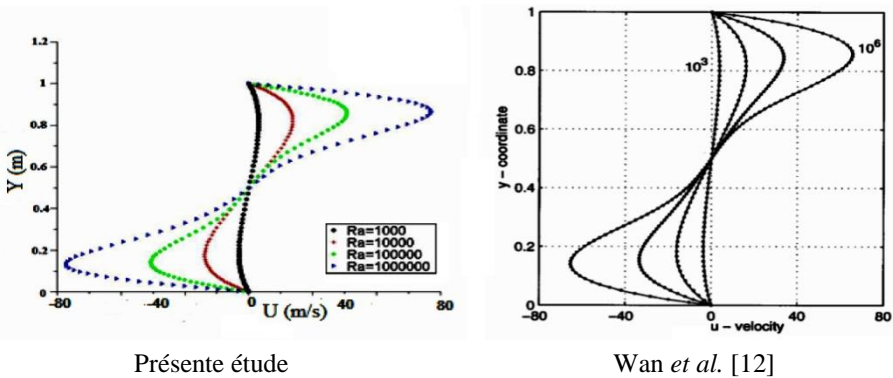 1.2
1
0.8
0.6
0.4
0.2
0
Y (m)
-80
-40
0
40
80
U (m/s)
Ra=1000
Ra=10000
Ra=100000
Ra=1000000
1
0.8
0.6
0.4
0.2
0
y – coordinate
10³
10⁶
−80
−40
0
40
80
u – velocity
Présente étude
Wan et al. [12]